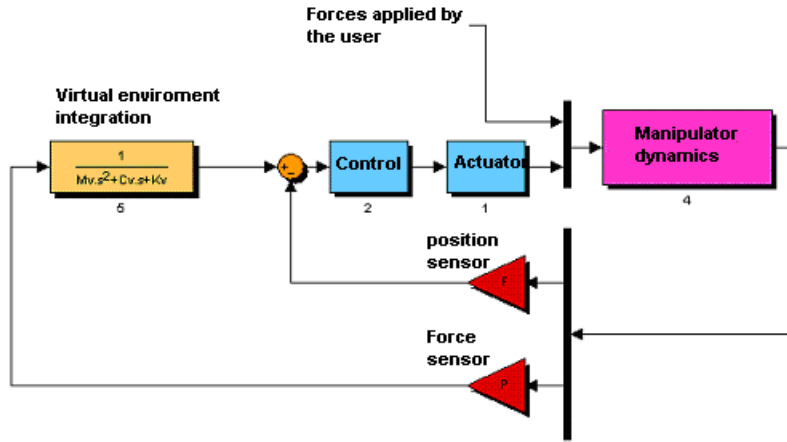 Forces applied by
the user
Virtual enviroment
integration
1
Mv.s2+Cv.s+Kv
5
+
-
Control
2
Actuator
1
Manipulator
dynamics
4
position
sensor
F
Force
sensor
P